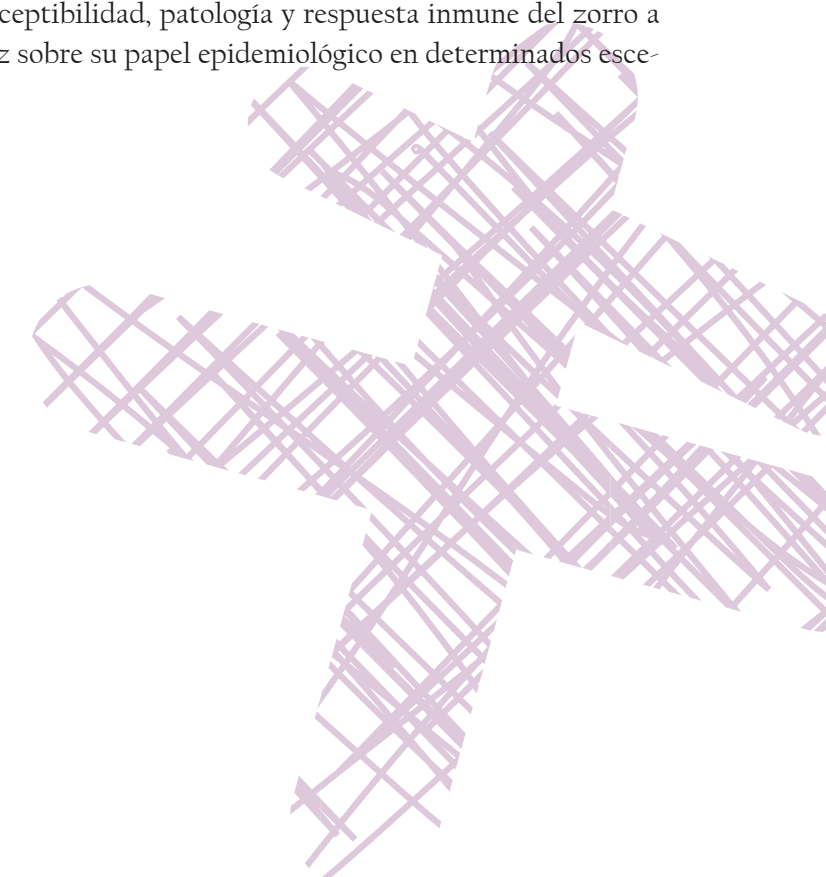 ceptibilidad, patología y respuesta inmune del zorro a
z sobre su papel epidemiológico en determinados esce-